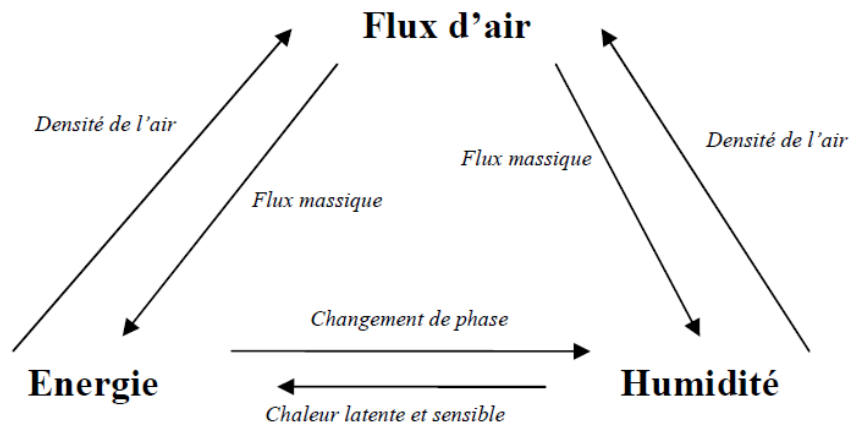 Flux d'air
Densité de l'air
Flux massique
Flux massique
Densité de l'air
Changement de phase
Energie
Humidité
Chaleur latente et sensible